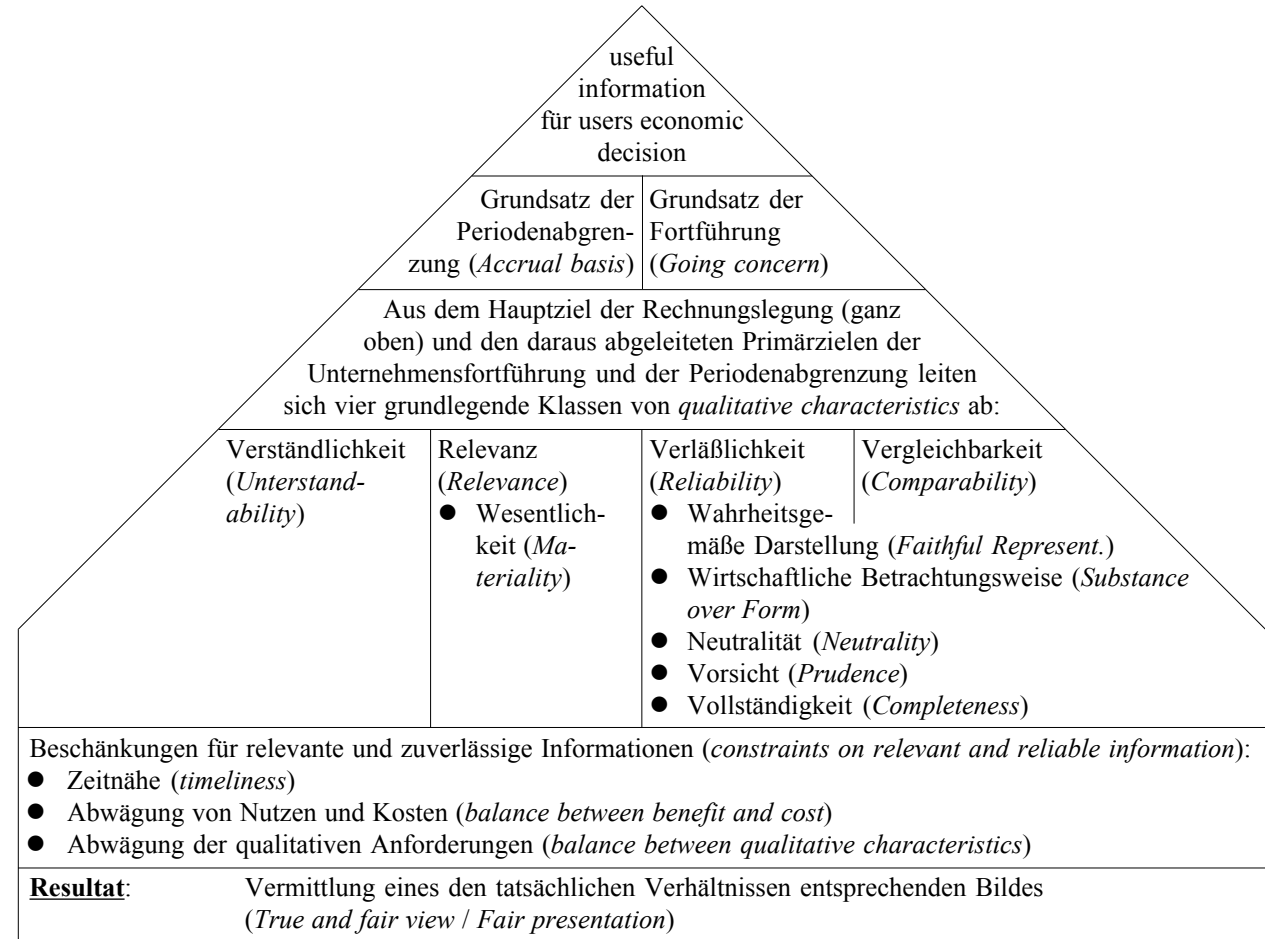 useful
information
für users economic
decision
Grundsatz der
Periodenabgren-
zung (Accrual basis)
Grundsatz der
Fortführung
(Going concern)
Aus dem Hauptziel der Rechnungslegung (ganz
oben) und den daraus abgeleiteten Primärzielen der
Unternehmensfortführung und der Periodenabgrenzung leiten
sich vier grundlegende Klassen von qualitative characteristics ab:
Verständlichkeit
(Unterstand-
ability)
Relevanz
(Relevance)
● Wesentlich-
keit (Ma-
teriality)
Verläßlichkeit
(Reliability)
● Wahrheitsge-
mäße Darstellung (Faithful Represent.)
● Wirtschaftliche Betrachtungsweise (Substance
over Form)
● Neutralität (Neutrality)
● Vorsicht (Prudence)
● Vollständigkeit (Completeness)
Vergleichbarkeit
(Comparability)
Beschänkungen für relevante und zuverlässige Informationen (constraints on relevant and reliable information):
● Zeitnähe (timeliness)
● Abwägung von Nutzen und Kosten (balance between benefit and cost)
● Abwägung der qualitativen Anforderungen (balance between qualitative characteristics)
Resultat: Vermittlung eines den tatsächlichen Verhältnissen entsprechenden Bildes
(True and fair view / Fair presentation)